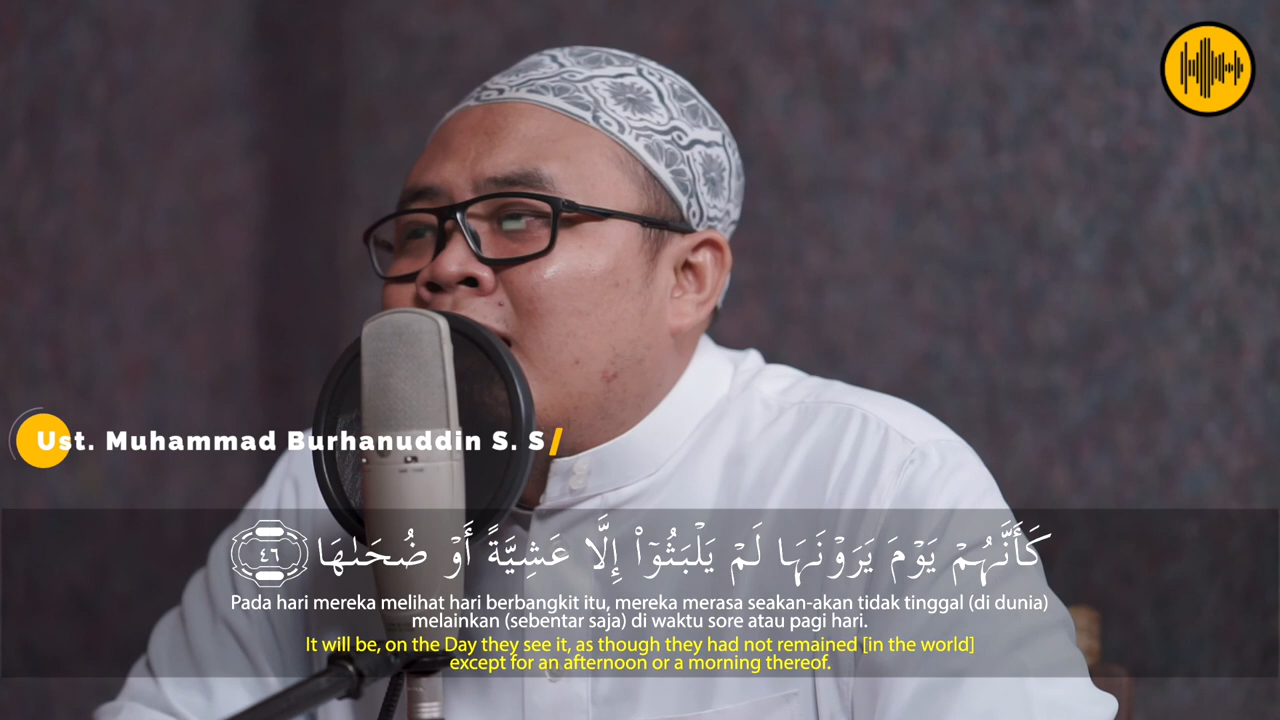 Ust. Muhammad Burhanuddin S. S
كَأَنَّهُمْ يَوْمَ يَرَوْنَهَا لَمْ يَلْبَثُوٓا۟ إِلَّا عَشِيَّةً أَوْ ضُحَىٰهَا ٤٦
Pada hari mereka melihat hari berbangkit itu, mereka merasa seakan-akan tidak tinggal (di dunia)
melainkan (sebentar saja) di waktu sore atau pagi hari.
It will be, on the Day they see it, as though they had not remained [in the world]
except for an afternoon or a morning thereof.